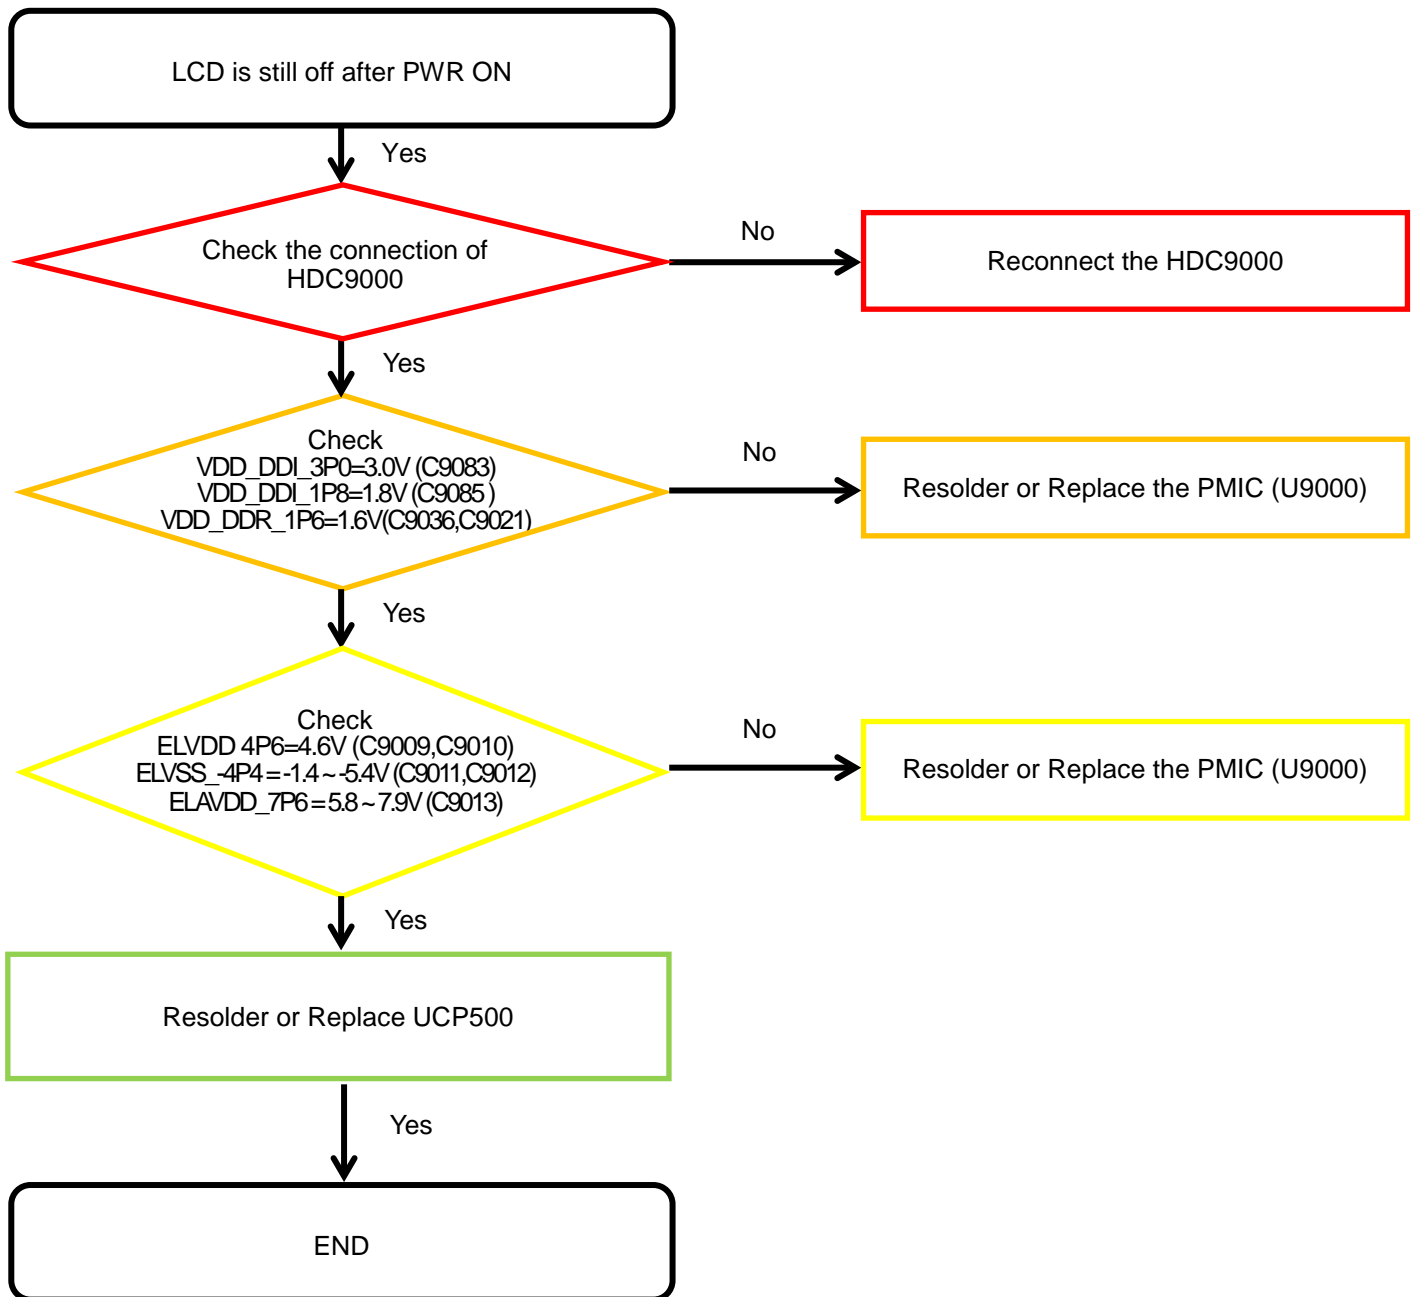 LCD is still off after PWR ON
Yes
Check the connection of
HDC9000
No
Reconnect the HDC9000
Yes
Check
VDD_DDI_3P0=3.0V (C9083)
VDD_DDI_1P8=1.8V (C9085 )
VDD_DDR_1P6=1.6V(C9036,C9021)
No
Resolder or Replace the PMIC (U9000)
Yes
Check
ELVDD 4P6=4.6V (C9009,C9010)
ELVSS_-4P4 = -1.4 ~ -5.4V (C9011,C9012)
ELAVDD_7P6 = 5.8 ~ 7.9V (C9013)
No
Resolder or Replace the PMIC (U9000)
Yes
Resolder or Replace UCP500
Yes
END